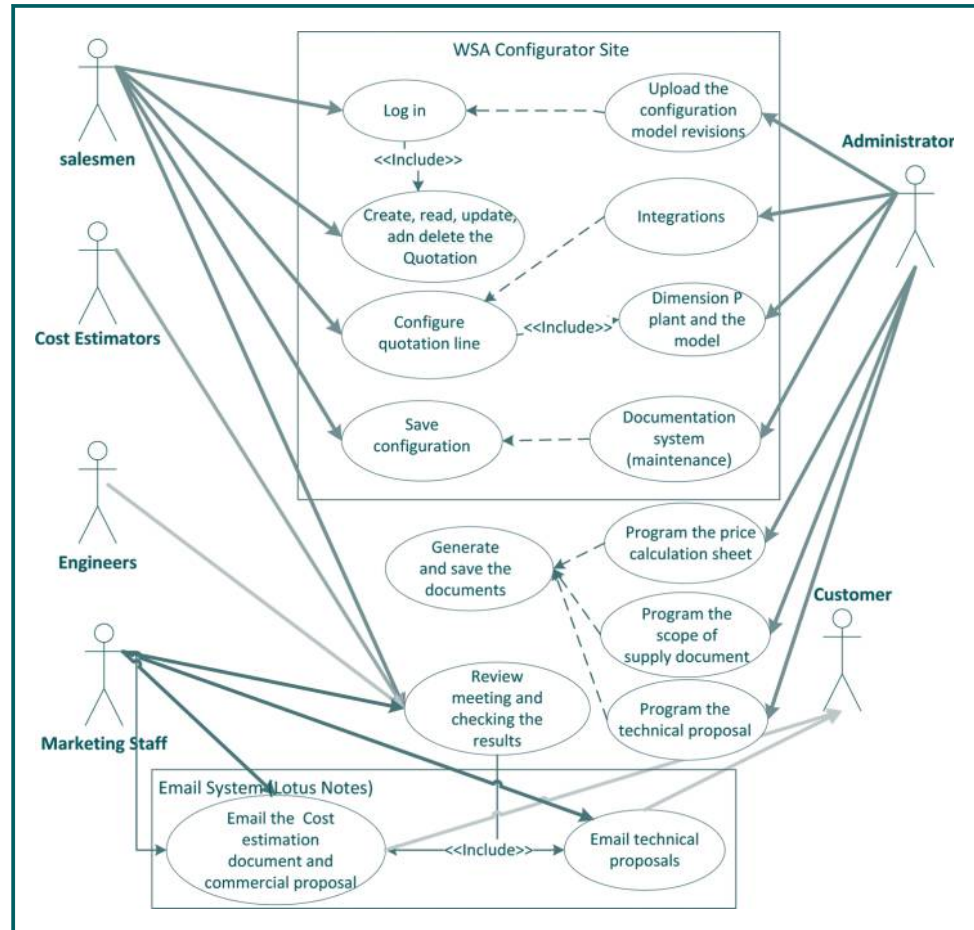 WSA Configurator Site
Log in
Upload the
configuration
model revisions
Administrator
salesmen
<<Include>>
Create, read, update,
adn delete the
Quotation
Integrations
Cost Estimators
Configure
quotation line
<<Include>>
Dimension P
plant and the
model
Save
configuration
Documentation
system
(maintenance)
Engineers
Generate
and save the
documents
Program the price
calculation sheet
Customer
Program the
scope of
supply document
Marketing Staff
Review
meeting and
checking the
results
Program the
technical proposal
Email System (Lotus Notes)
Email the Cost
estimation
document and
commercial proposal
<<Include>>
Email technical
proposals